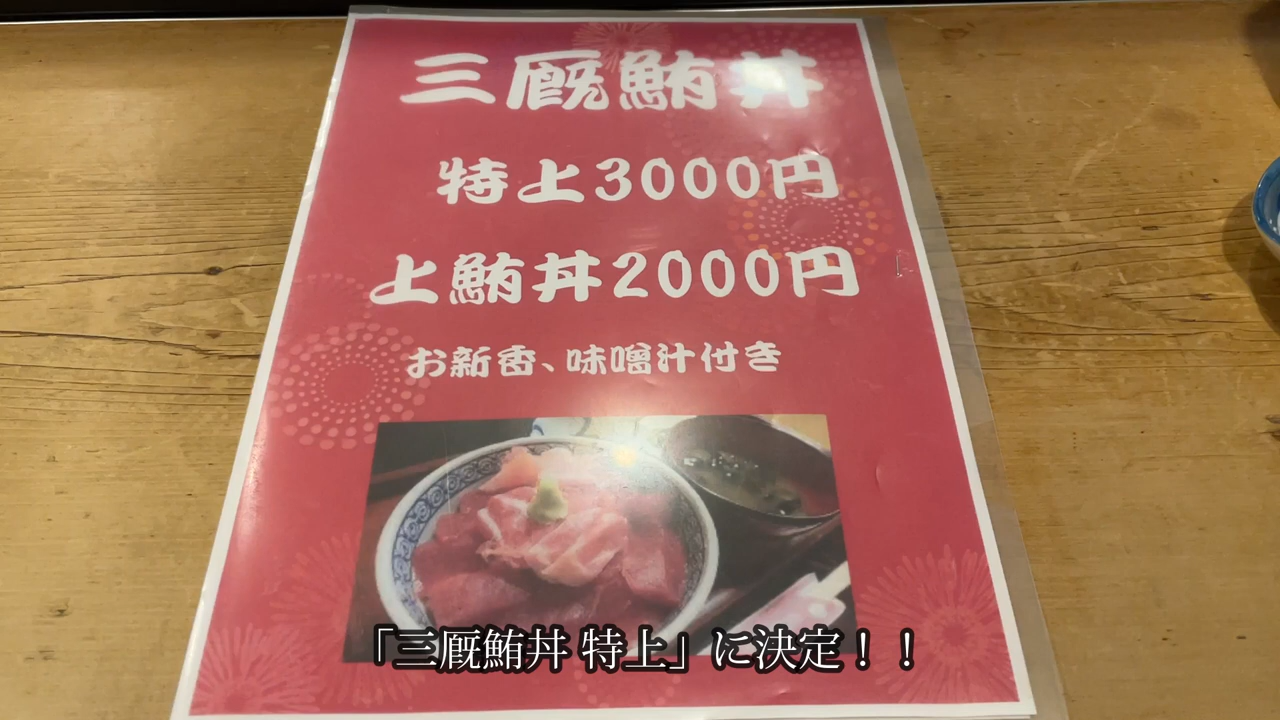 三厩鮪丼
特上3000円
上鮪丼2000円
お新香、味噌汁付き
「三厩鮪丼 特上」に決定！！